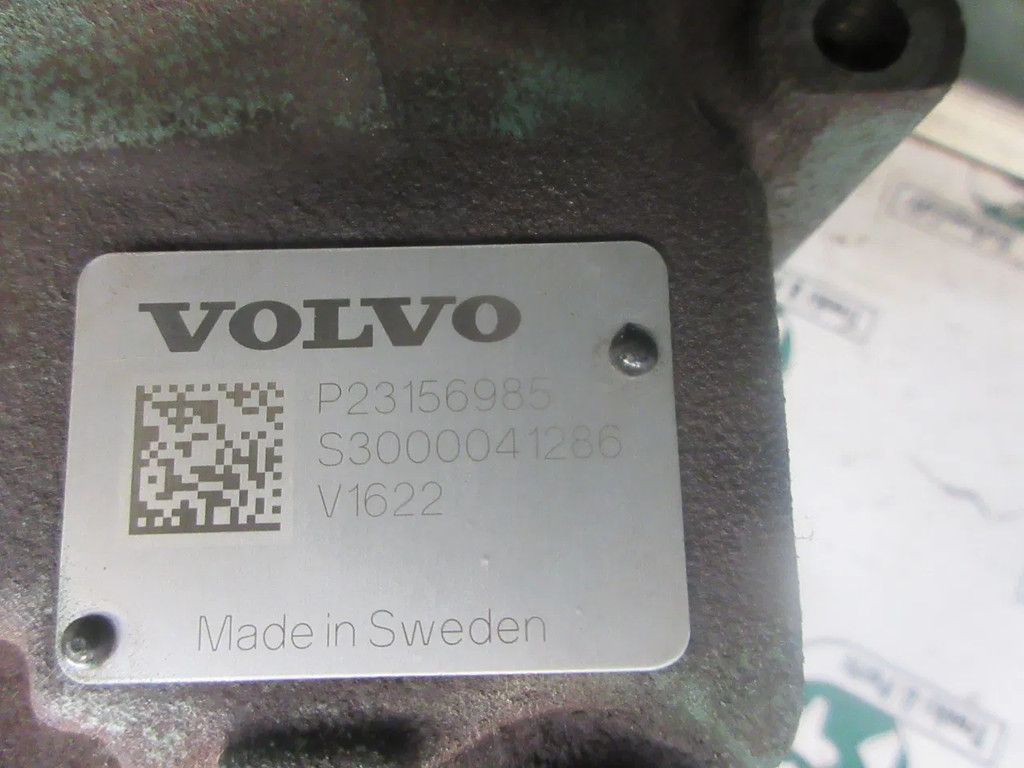 VOLVO
P23156985
S3000041286
V1622
Made in Sweden